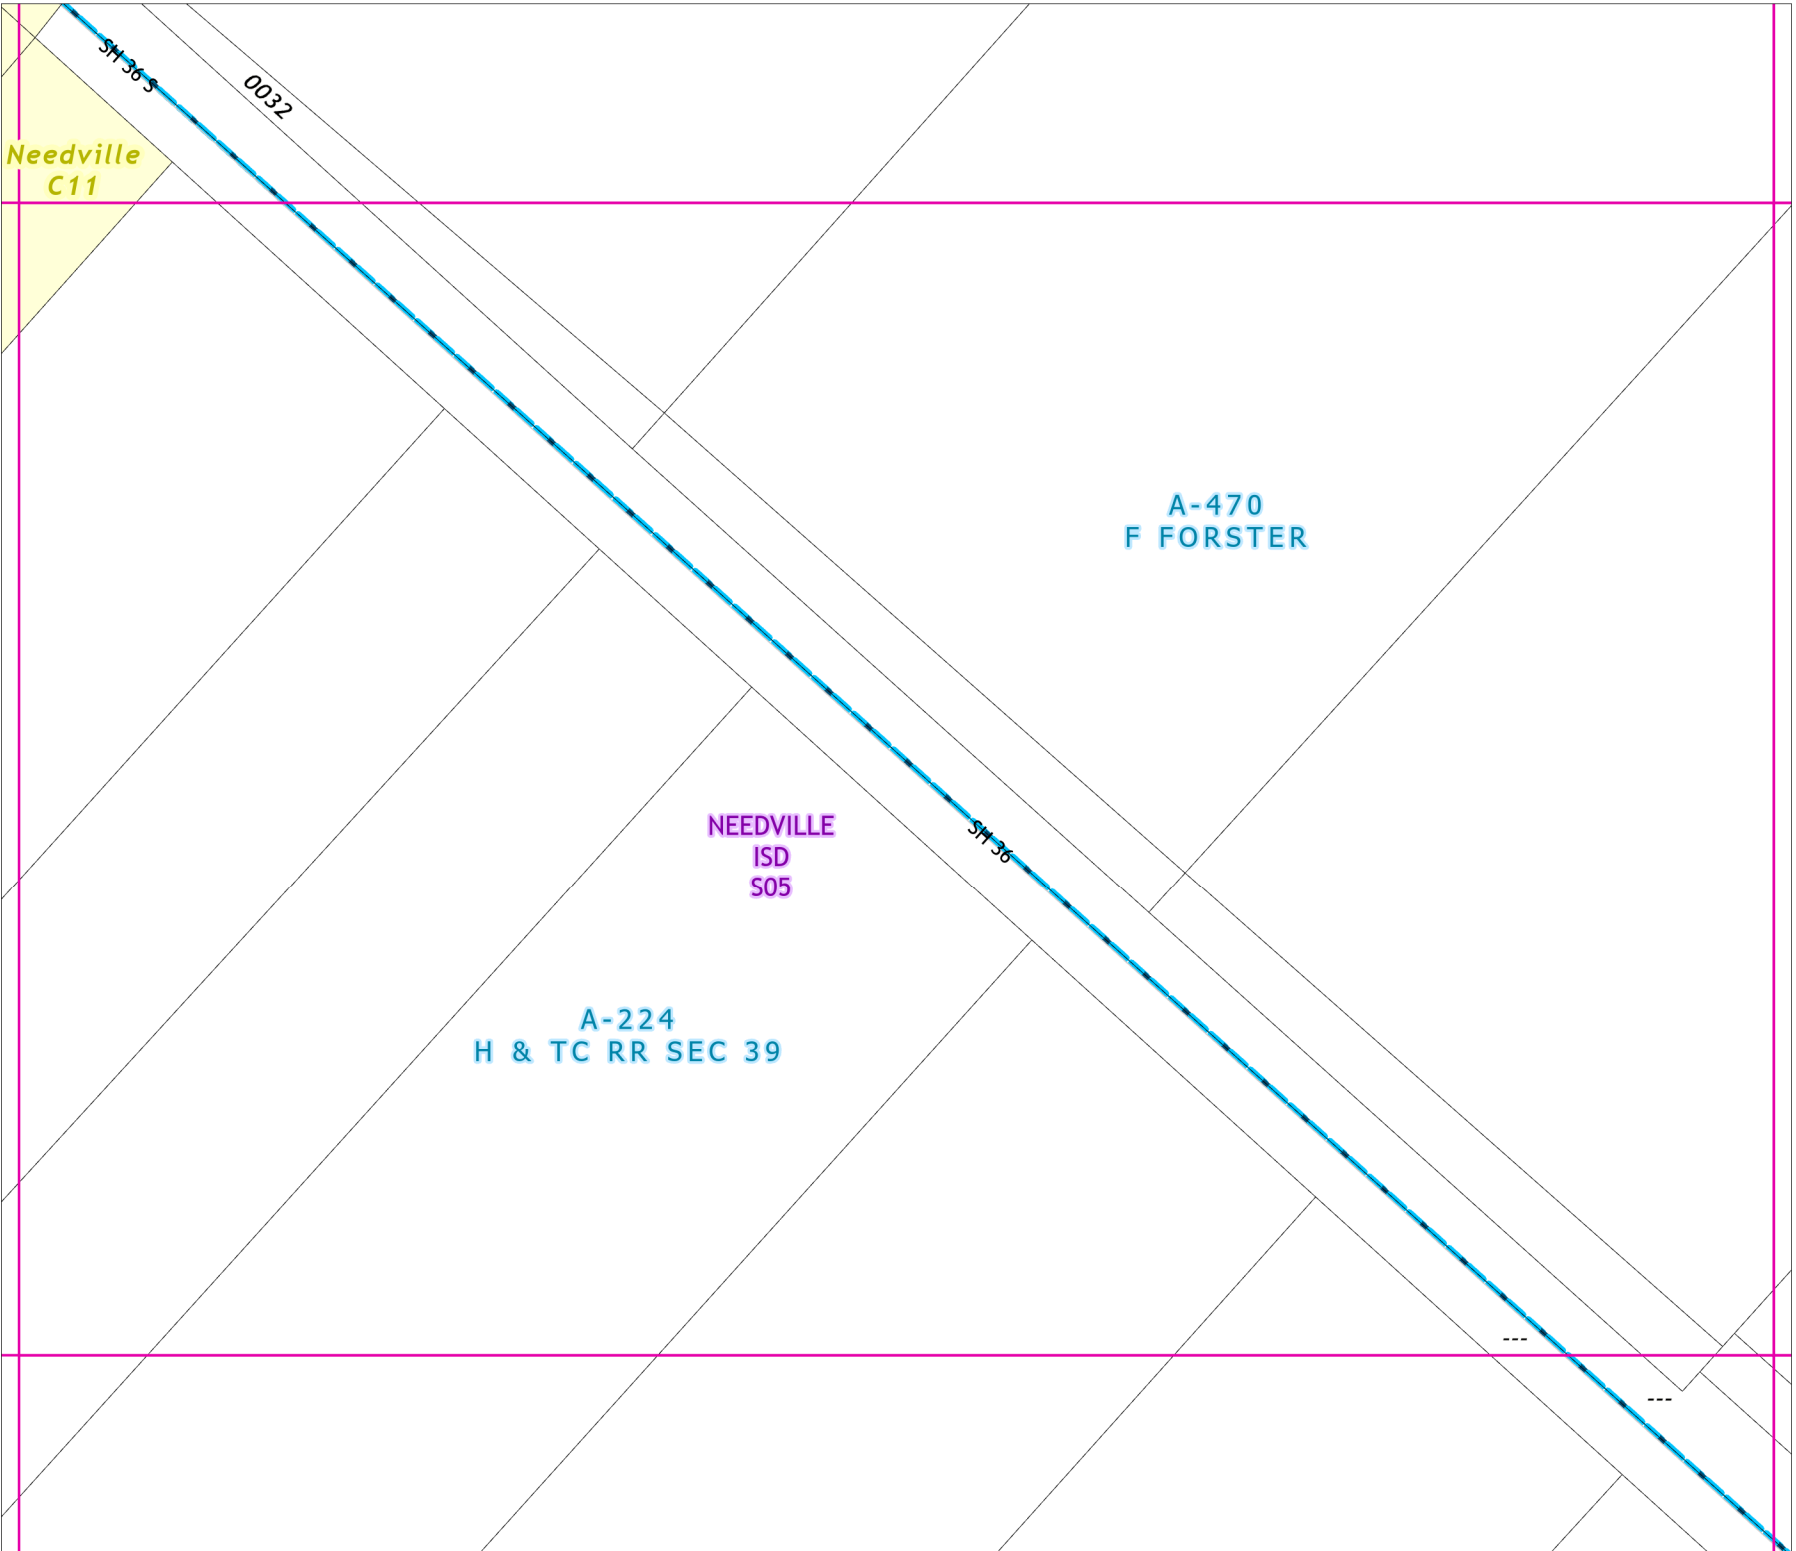 SH 36 S
0032
Needville
C11
A-470
F FORSTER
NEEDVILLE
ISD
S05
SH 36
A-224
H & TC RR SEC 39
---
---